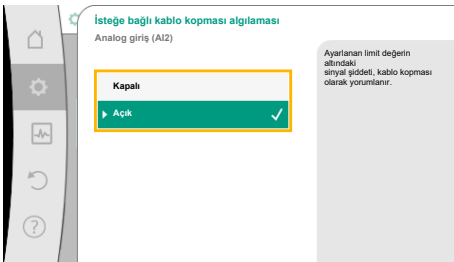 İsteğe bağlı kablo kopması algılaması
Analog giriş (AI2)
Kapalı
Açık
Ayarlanan limit değerin
altındaki
sinyal şiddeti, kablo kopması
olarak yorumlanır.
?